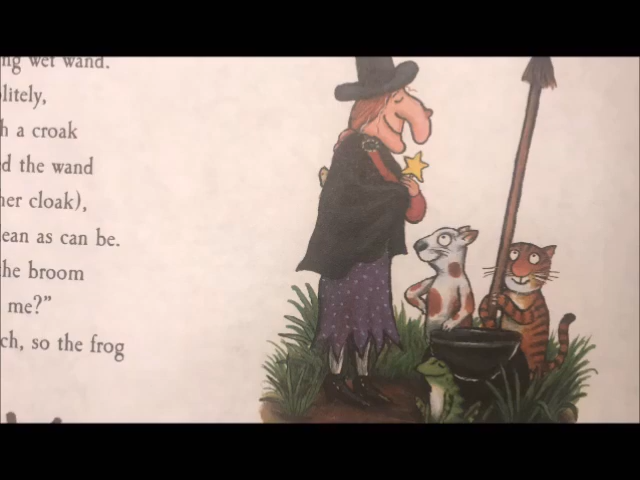 ng wet wand.
litely,
h a croak
d the wand
her cloak),
ean as can be.
he broom
me?"
ch, so the frog